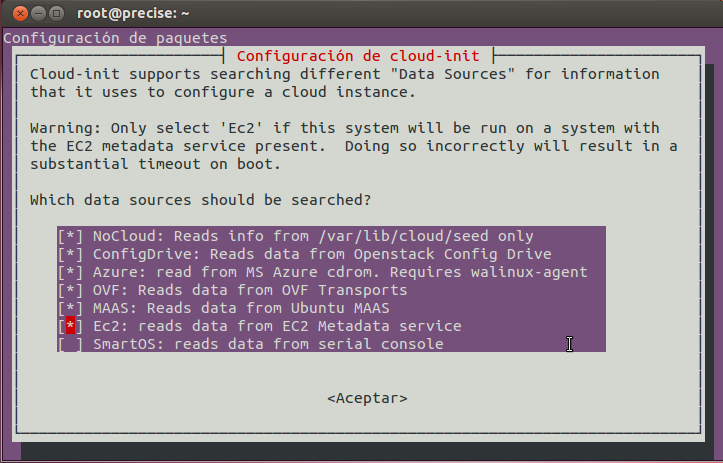 root@precise: ~
Configuración de paquetes
Configuración de cloud-init
Cloud-init supports searching different "Data Sources" for information
that it uses to configure a cloud instance.
Warning: Only select 'Ec2' if this system will be run on a system with
the EC2 metadata service present.  Doing so incorrectly will result in a
substantial timeout on boot.
Which data sources should be searched?
[*] NoCloud: Reads info from /var/lib/cloud/seed only
[*] ConfigDrive: Reads data from Openstack Config Drive
[*] Azure: read from MS Azure cdrom. Requires walinux-agent
[*] OVF: Reads data from OVF Transports
[*] MAAS: Reads data from Ubuntu MAAS
[*] Ec2: reads data from EC2 Metadata service
[ ] SmartOS: reads data from serial console
<Aceptar>